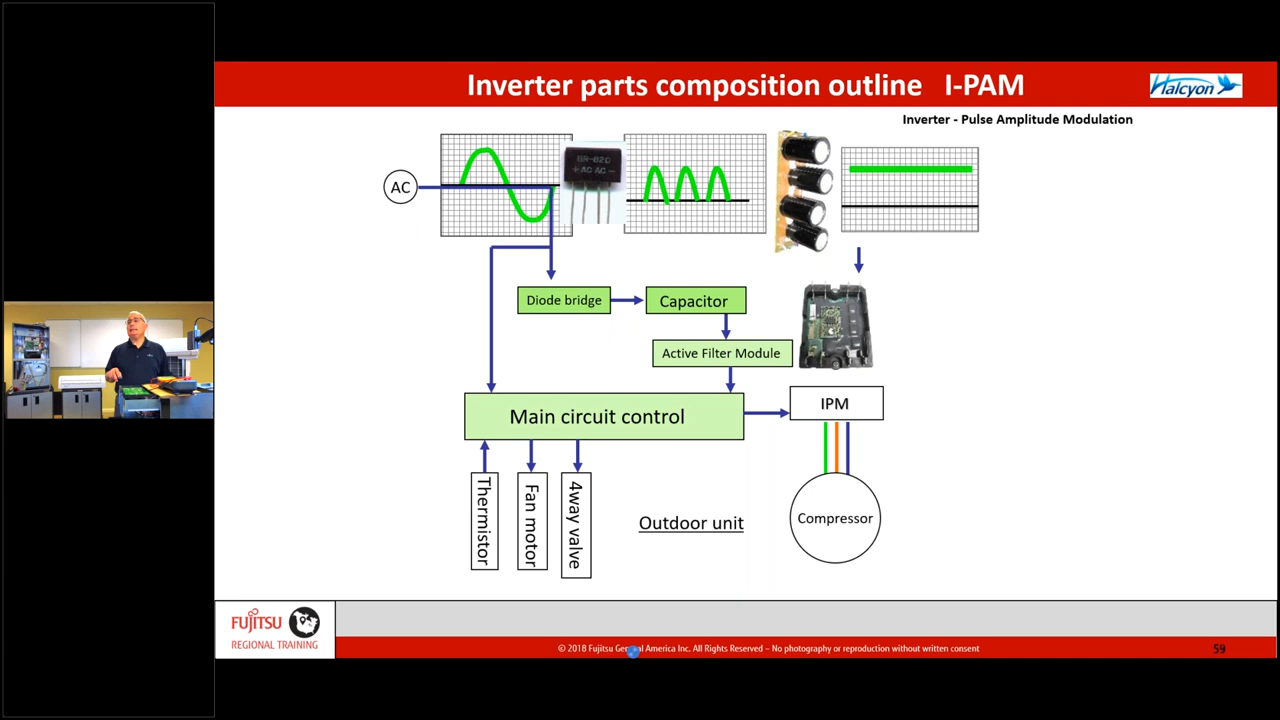 Inverter parts composition outline I-PAM
Halcyon
Inverter - Pulse Amplitude Modulation
AC
+ AC AC -
Diode bridge
Capacitor
Active Filter Module
Main circuit control
IPM
Thermistor
Fan motor
4way valve
Outdoor unit
Compressor
FUJITSU
REGIONAL TRAINING
© 2018 Fujitsu General America Inc. All Rights Reserved – No photography or reproduction without written consent
59